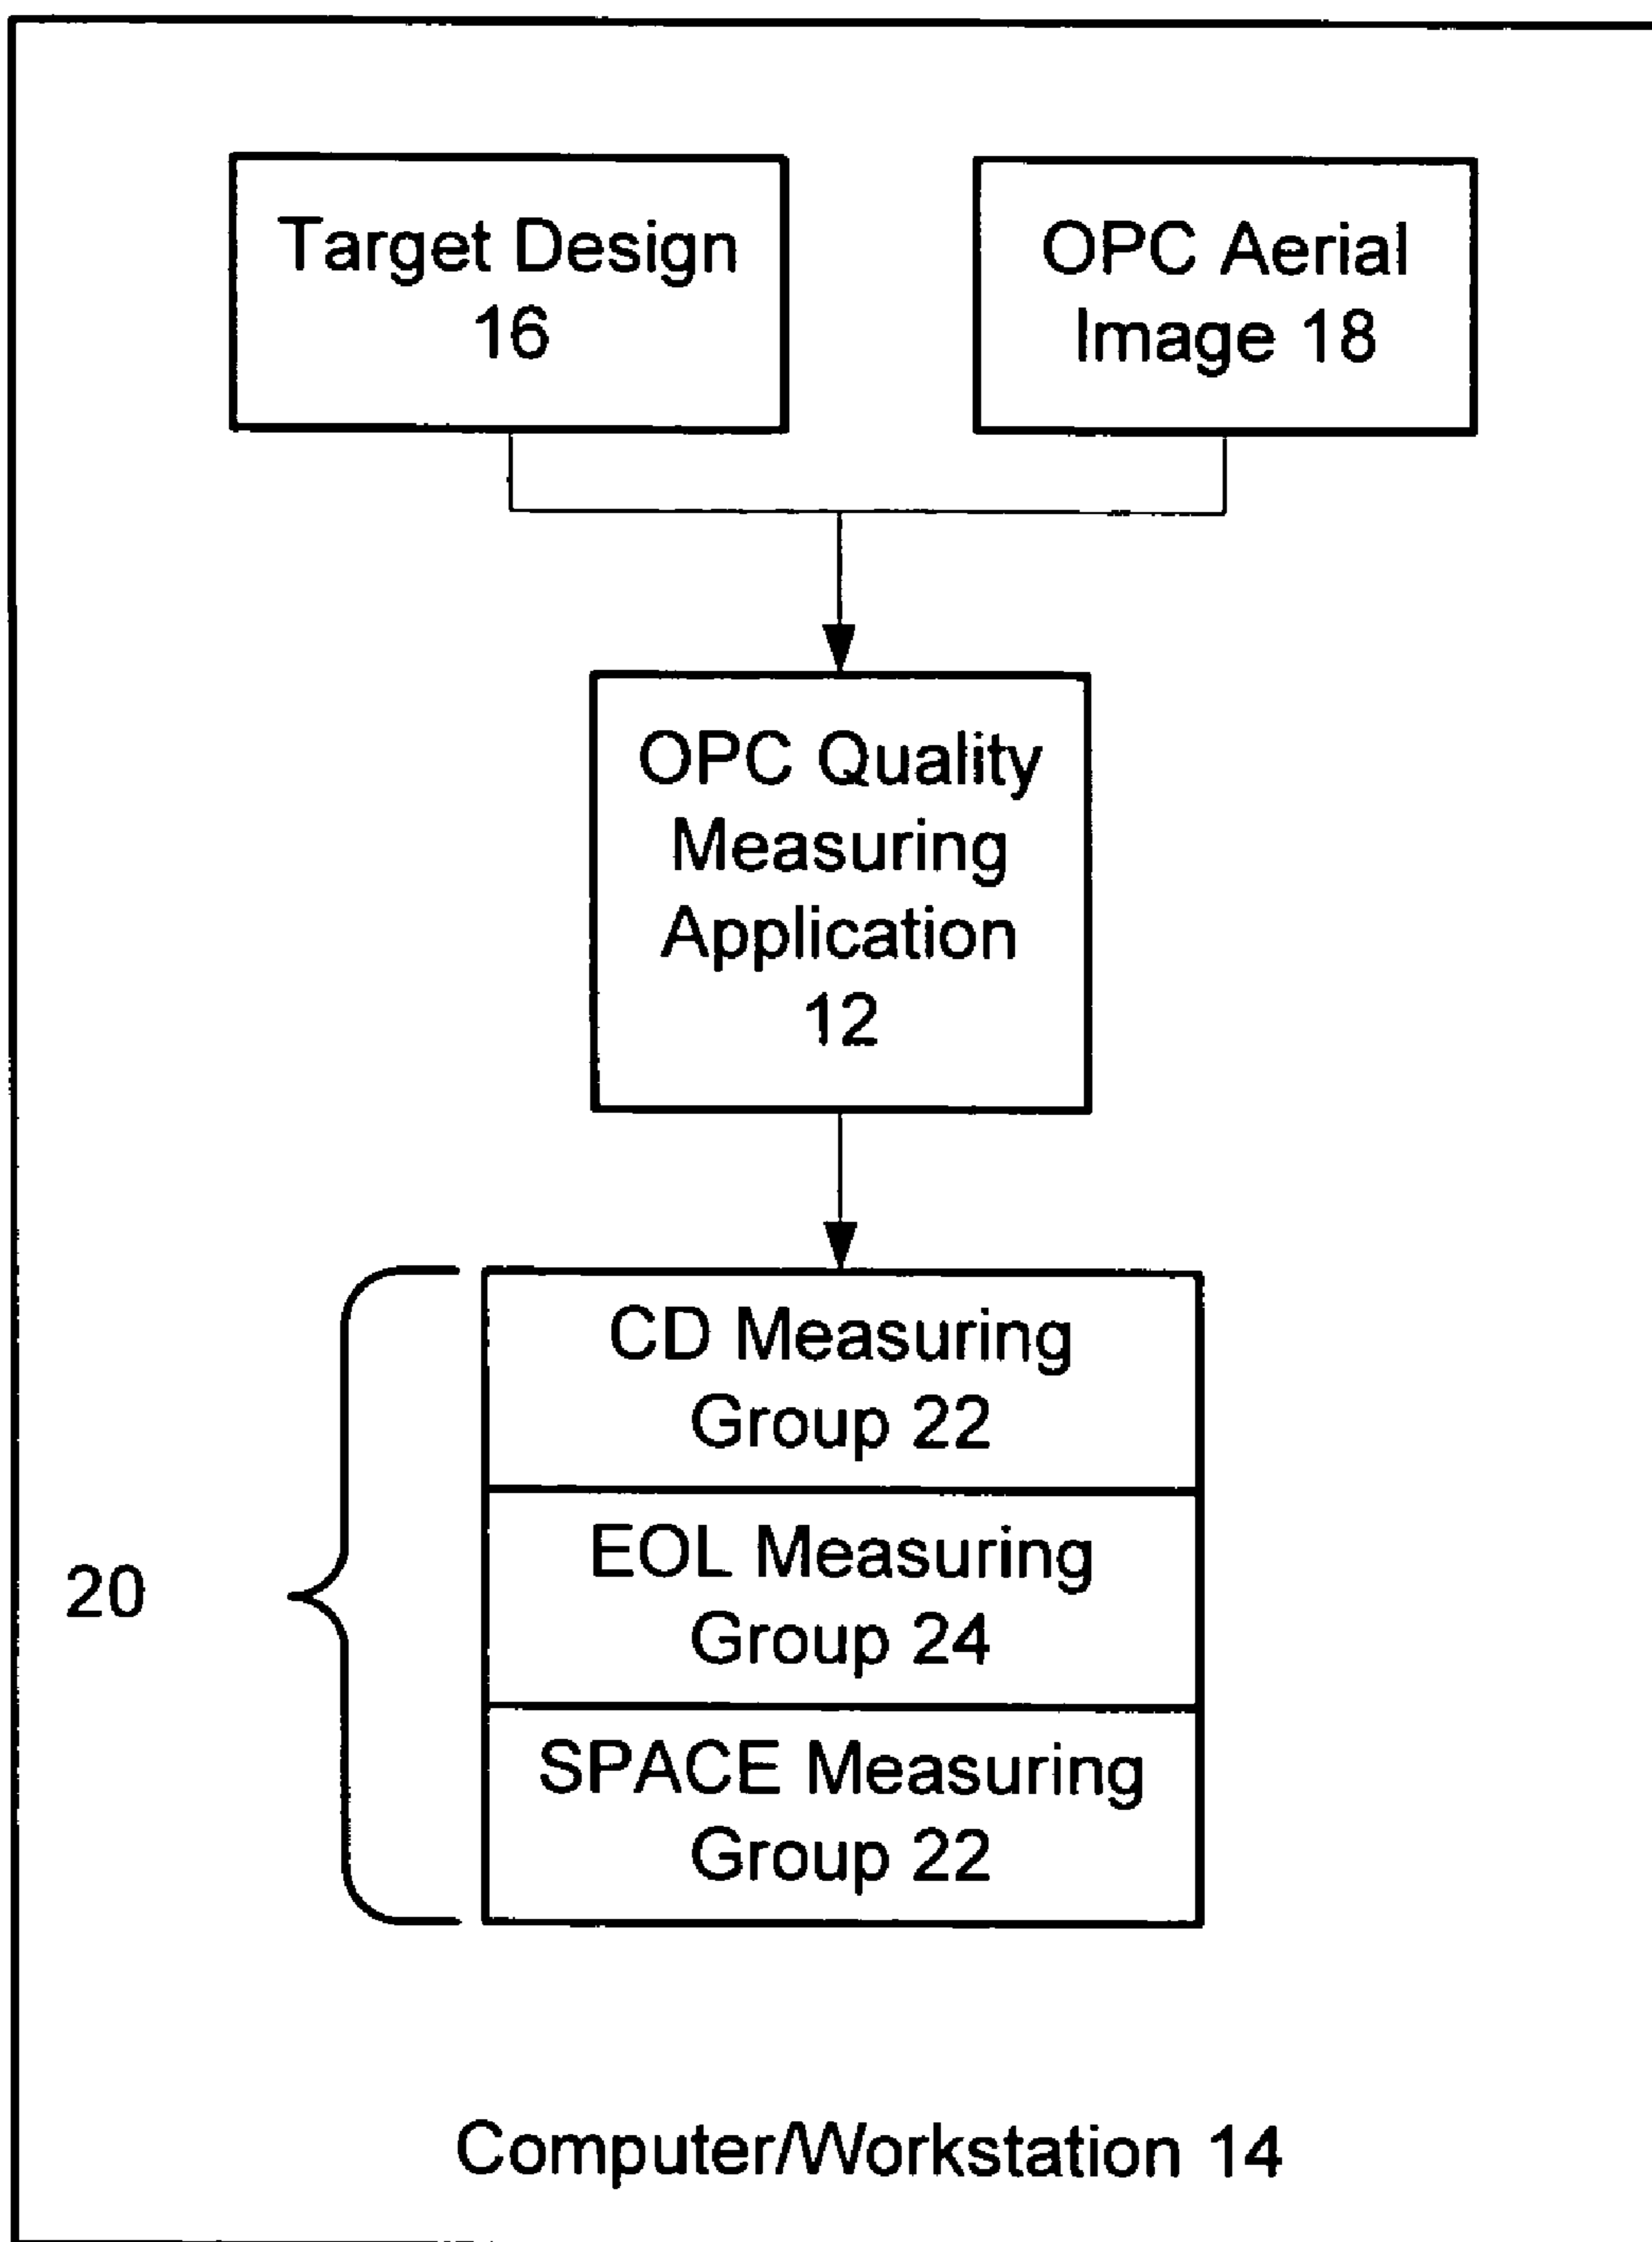 Target Design
16
OPC Aerial
Image 18
OPC Quality
Measuring
Application
12
CD Measuring
Group 22
EOL Measuring
Group 24
SPACE Measuring
Group 22
20
Computer/Workstation 14